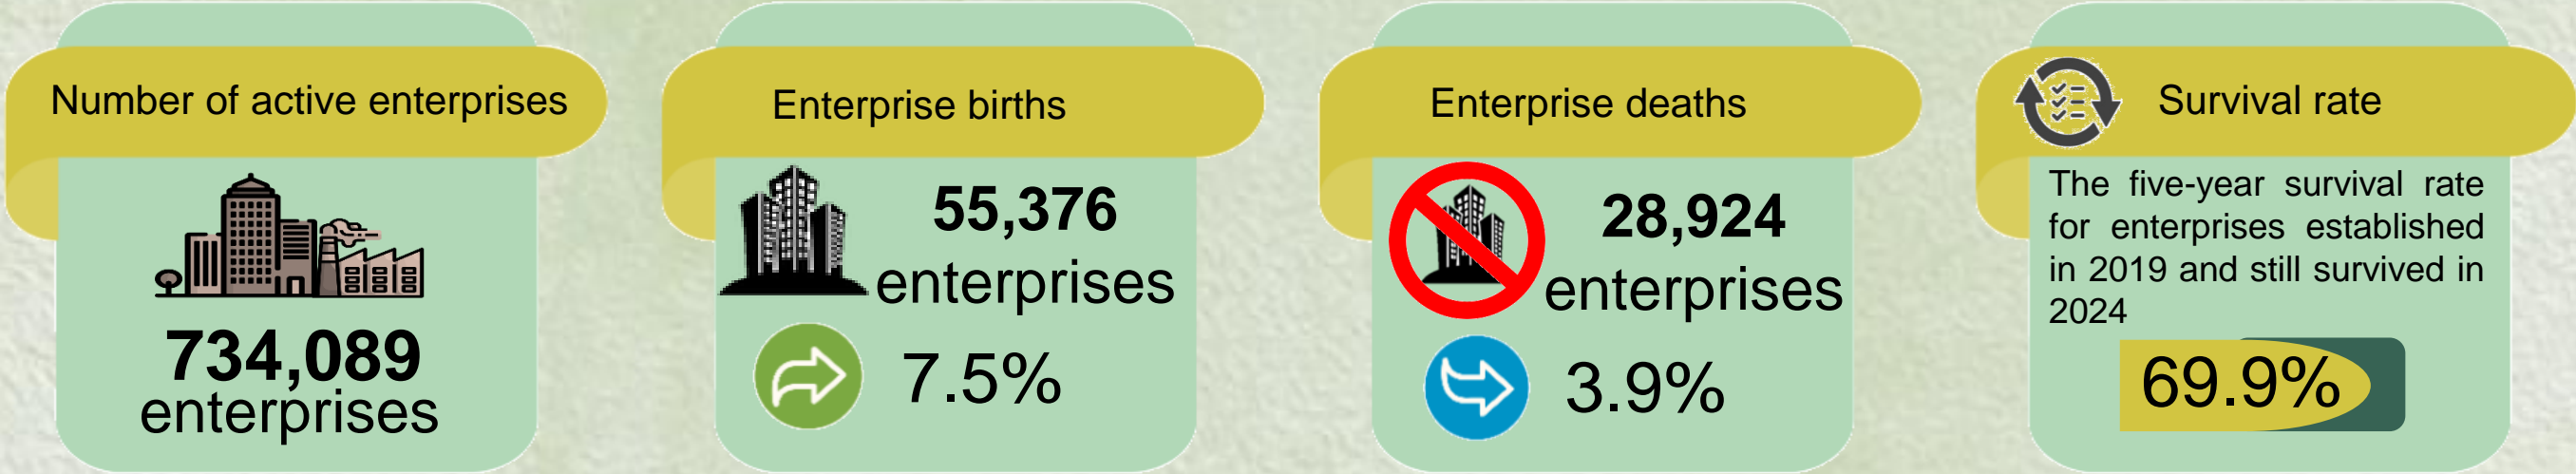 Number of active enterprises
734,089
enterprises
Enterprise births
55,376
enterprises
7.5%
Enterprise deaths
28,924
enterprises
3.9%
Survival rate
The five-year survival rate
for enterprises established
in 2019 and still survived in
2024
69.9%